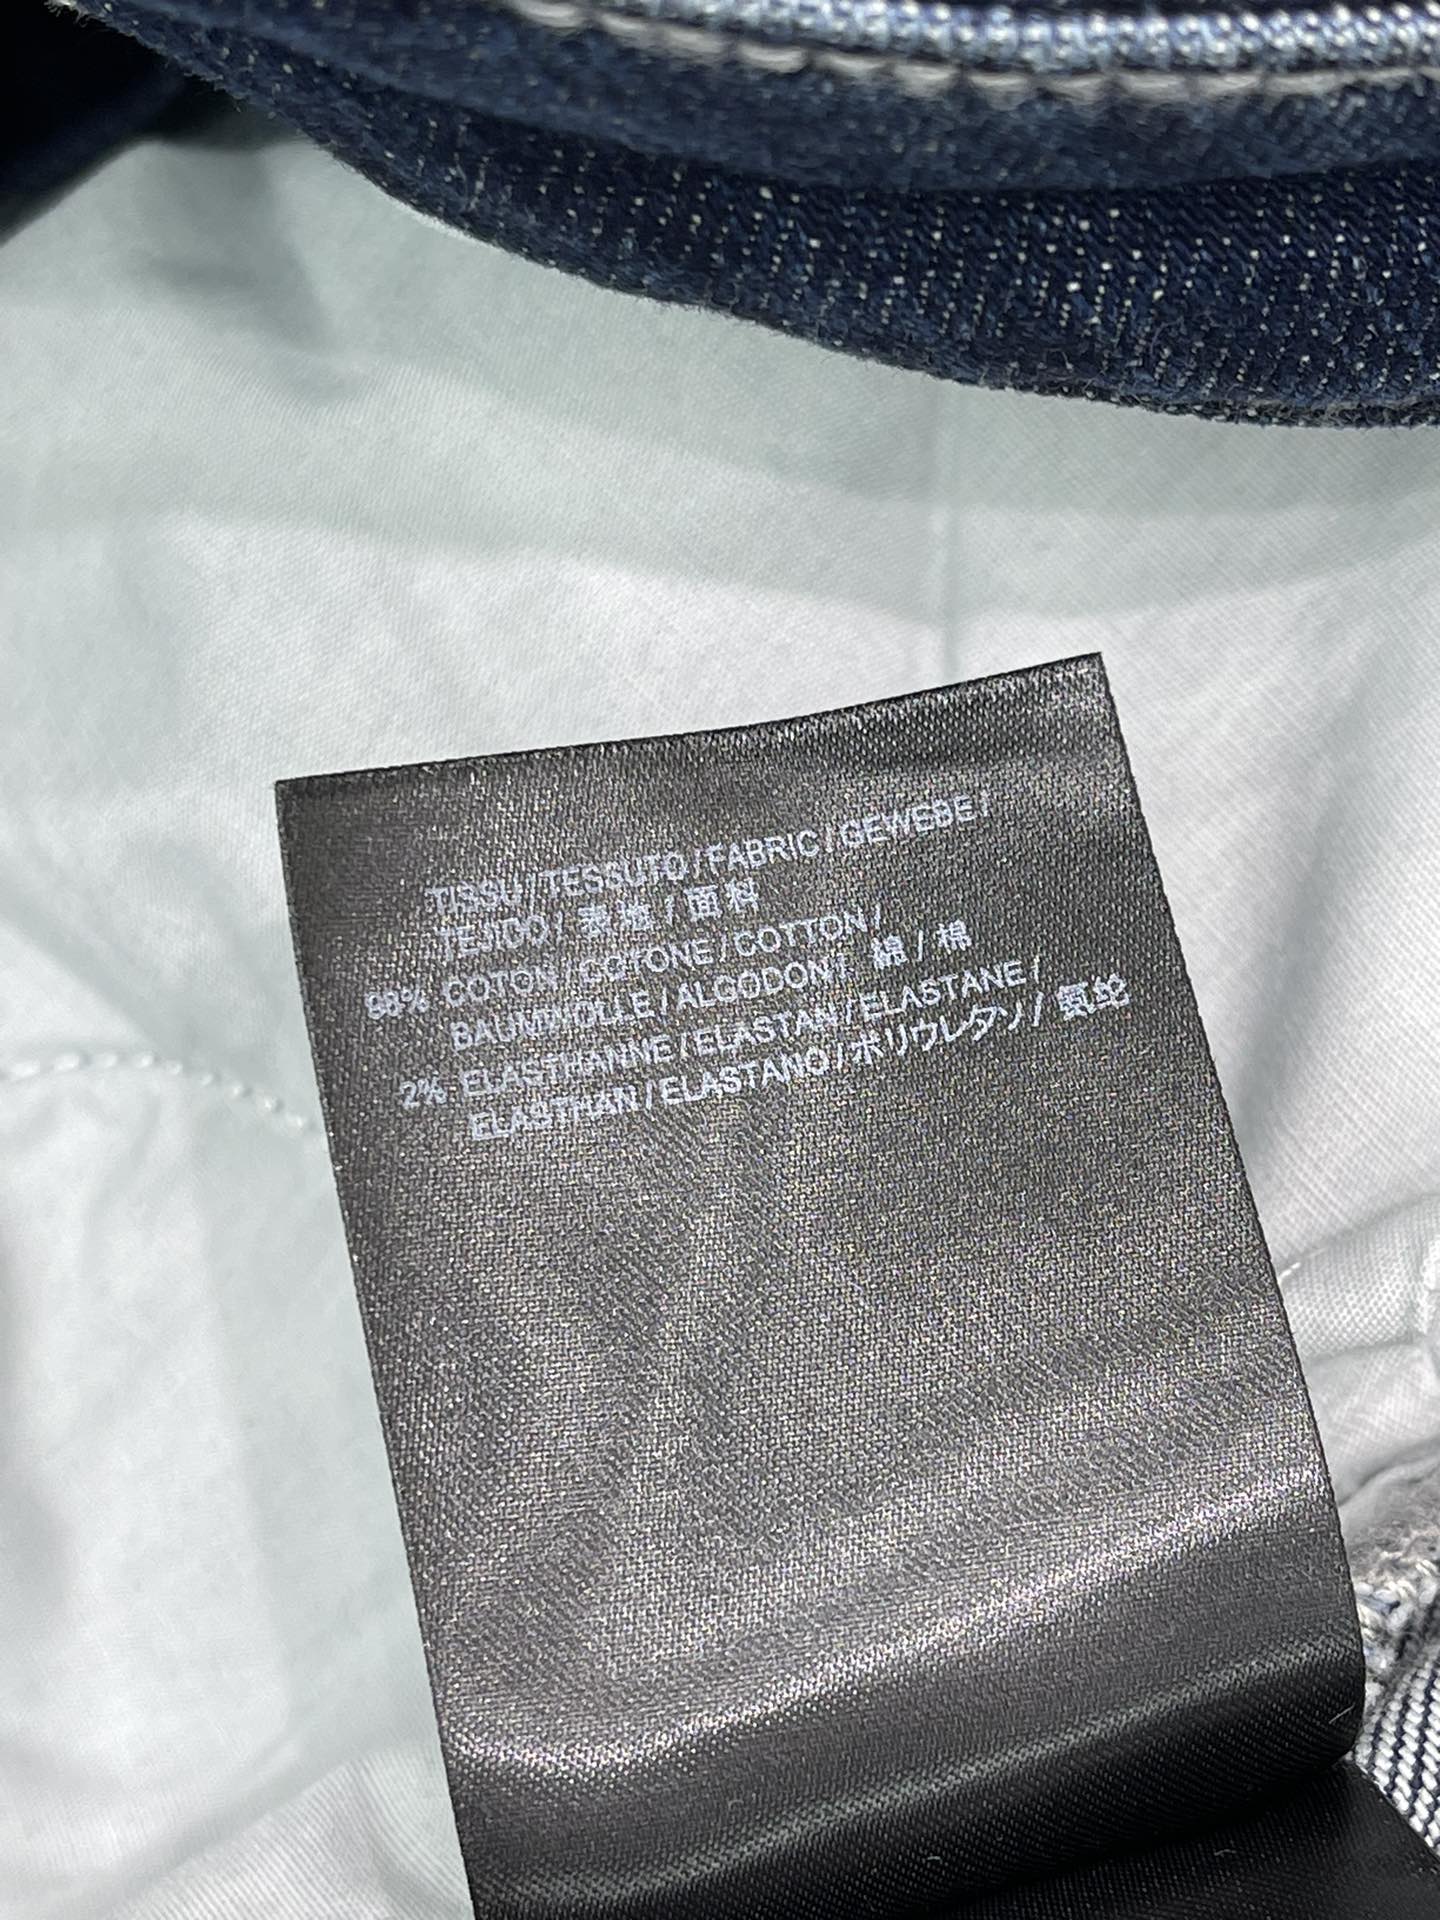 TISSU / TESSUTO / FABRIC / GEWEBE /
TEJIDO / 表地 / 面料
98% COTON / COTONE / COTTON /
BAUMWOLLE / ALGODON / 綿 / 棉
2% ELASTHANNE / ELASTAN / ELASTANE /
ELASTHAN / ELASTANO / ポリウレタン / 氨纶